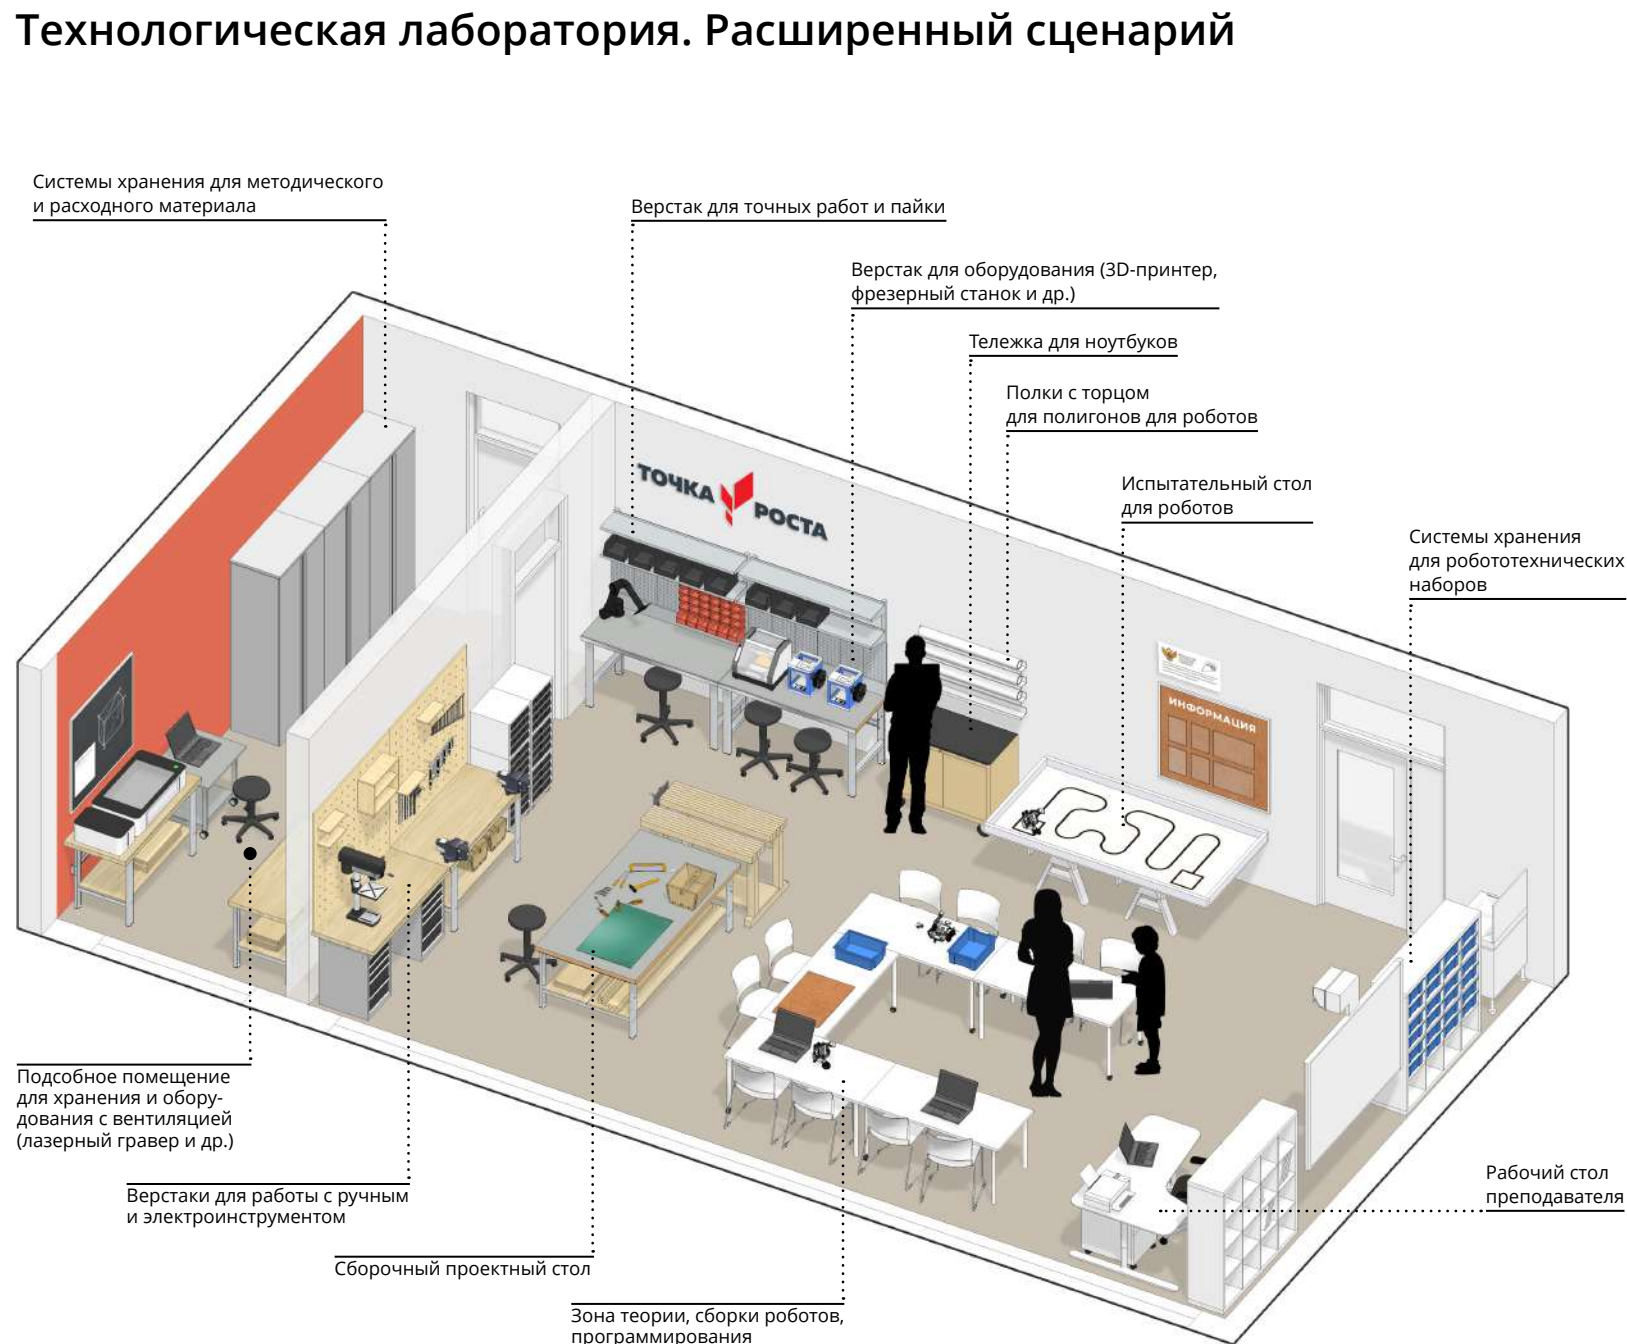 Технологическая лаборатория. Расширенный сценарий
Системы хранения для методического
и расходного материала
Верстак для точных работ и пайки
Верстак для оборудования (3D-принтер,
фрезерный станок и др.)
Тележка для ноутбуков
Полки с торцом
для полигонов для роботов
Испытательный стол
для роботов
Системы хранения
для робототехнических
наборов
ТОЧКА
РОСТА
ИНФОРМАЦИЯ
Подсобное помещение
для хранения и обору-
дования с вентиляцией
(лазерный гравер и др.)
Верстаки для работы с ручным
и электроинструментом
Сборочный проектный стол
Зона теории, сборки роботов,
программирования
Рабочий стол
преподавателя